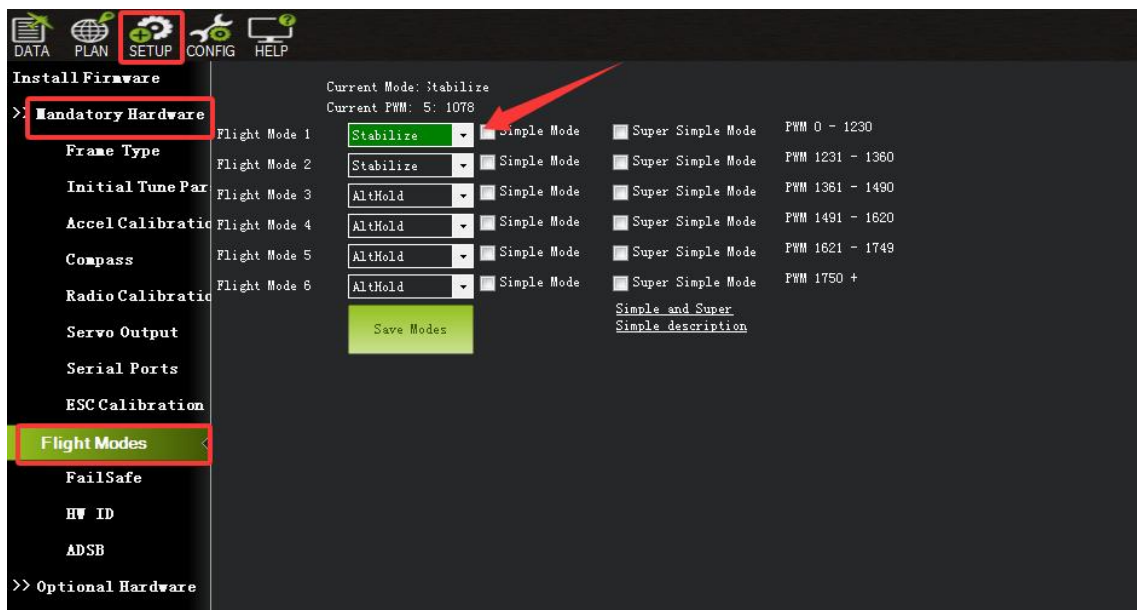 DATA PLAN SETUP CONFIG HELP
Install Firmware
>> Mandatory Hardware
Frame Type
Initial Tune Par
Accel Calibratio
Compass
Radio Calibratio
Servo Output
Serial Ports
ESC Calibration
Flight Modes
FailSafe
HW ID
ADSB
>> Optional Hardware
Current Mode: Stabilize
Current PWM: 5: 1078
Flight Mode 1 Stabilize Simple Mode Super Simple Mode PWM 0 - 1230
Flight Mode 2 Stabilize Simple Mode Super Simple Mode PWM 1231 - 1360
Flight Mode 3 AltHold Simple Mode Super Simple Mode PWM 1361 - 1490
Flight Mode 4 AltHold Simple Mode Super Simple Mode PWM 1491 - 1620
Flight Mode 5 AltHold Simple Mode Super Simple Mode PWM 1621 - 1749
Flight Mode 6 AltHold Simple Mode Super Simple Mode PWM 1750 +
Save Modes
Simple and Super
Simple description